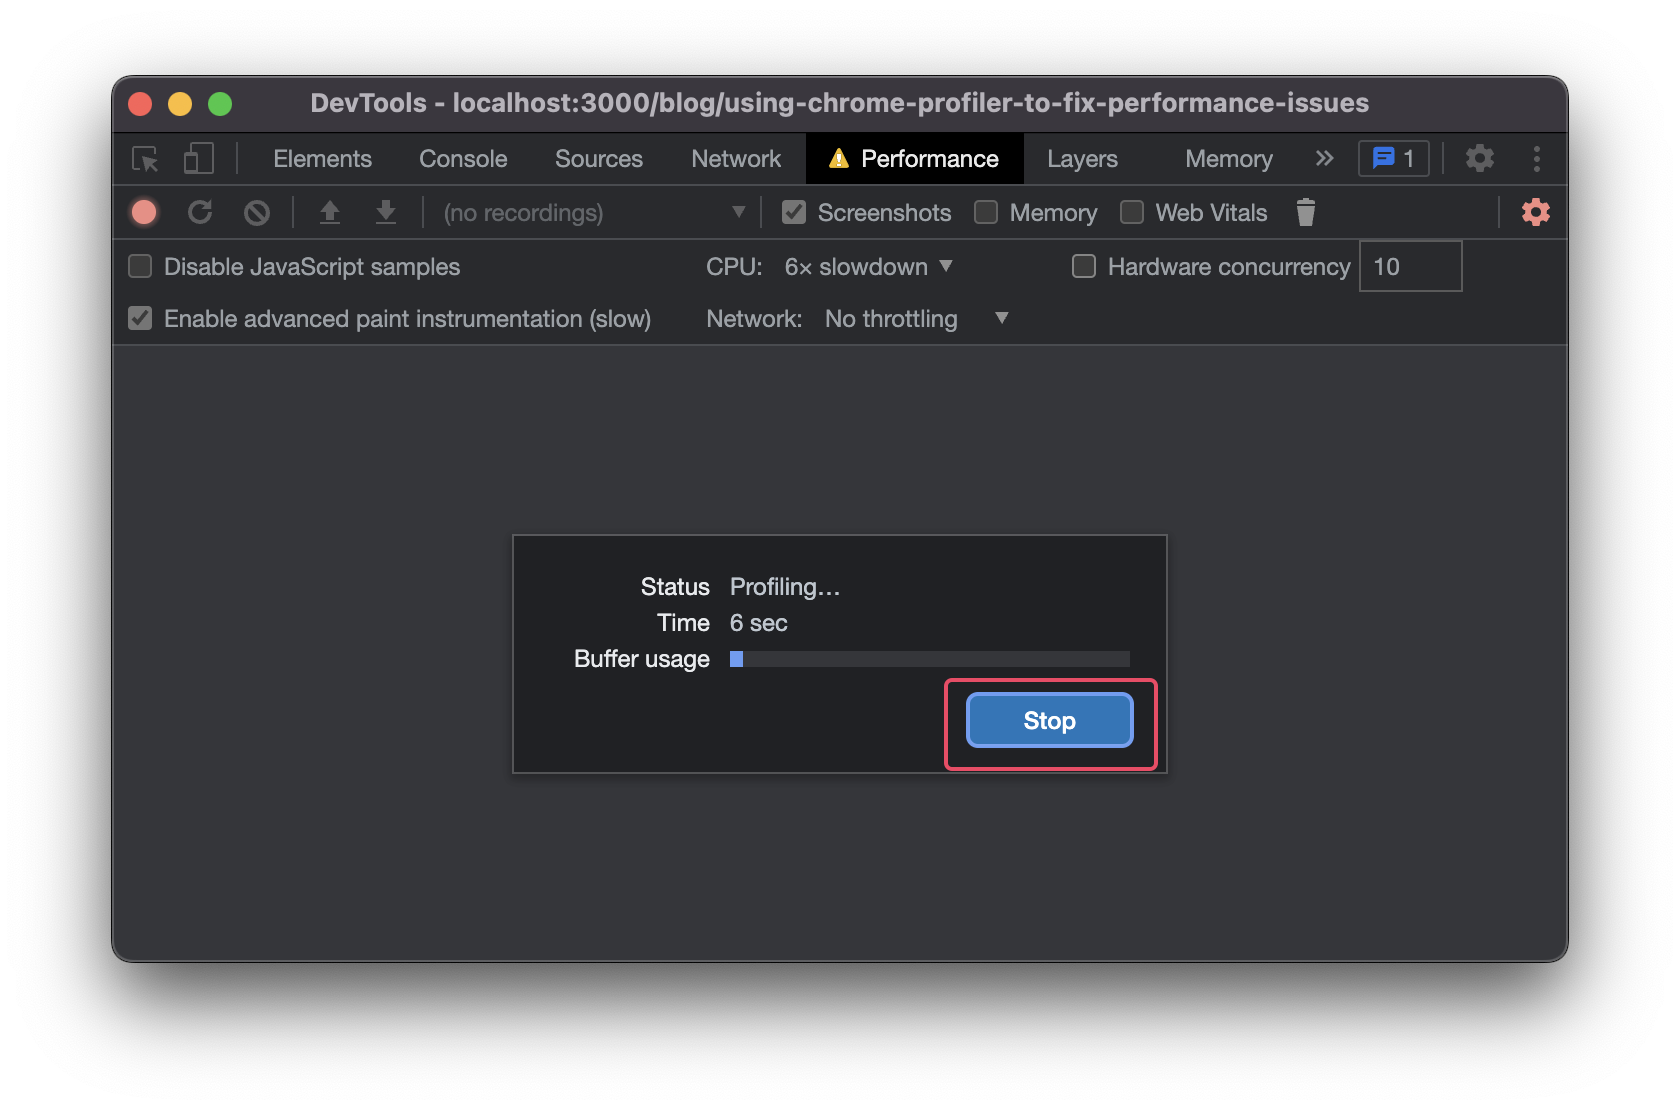 DevTools - localhost:3000/blog/using-chrome-profiler-to-fix-performance-issues
Elements Console Sources Network Performance Layers Memory 1
(no recordings) Screenshots Memory Web Vitals
Disable JavaScript samples CPU: 6× slowdown Hardware concurrency 10
Enable advanced paint instrumentation (slow) Network: No throttling
Status Profiling…
Time 6 sec
Buffer usage
Stop